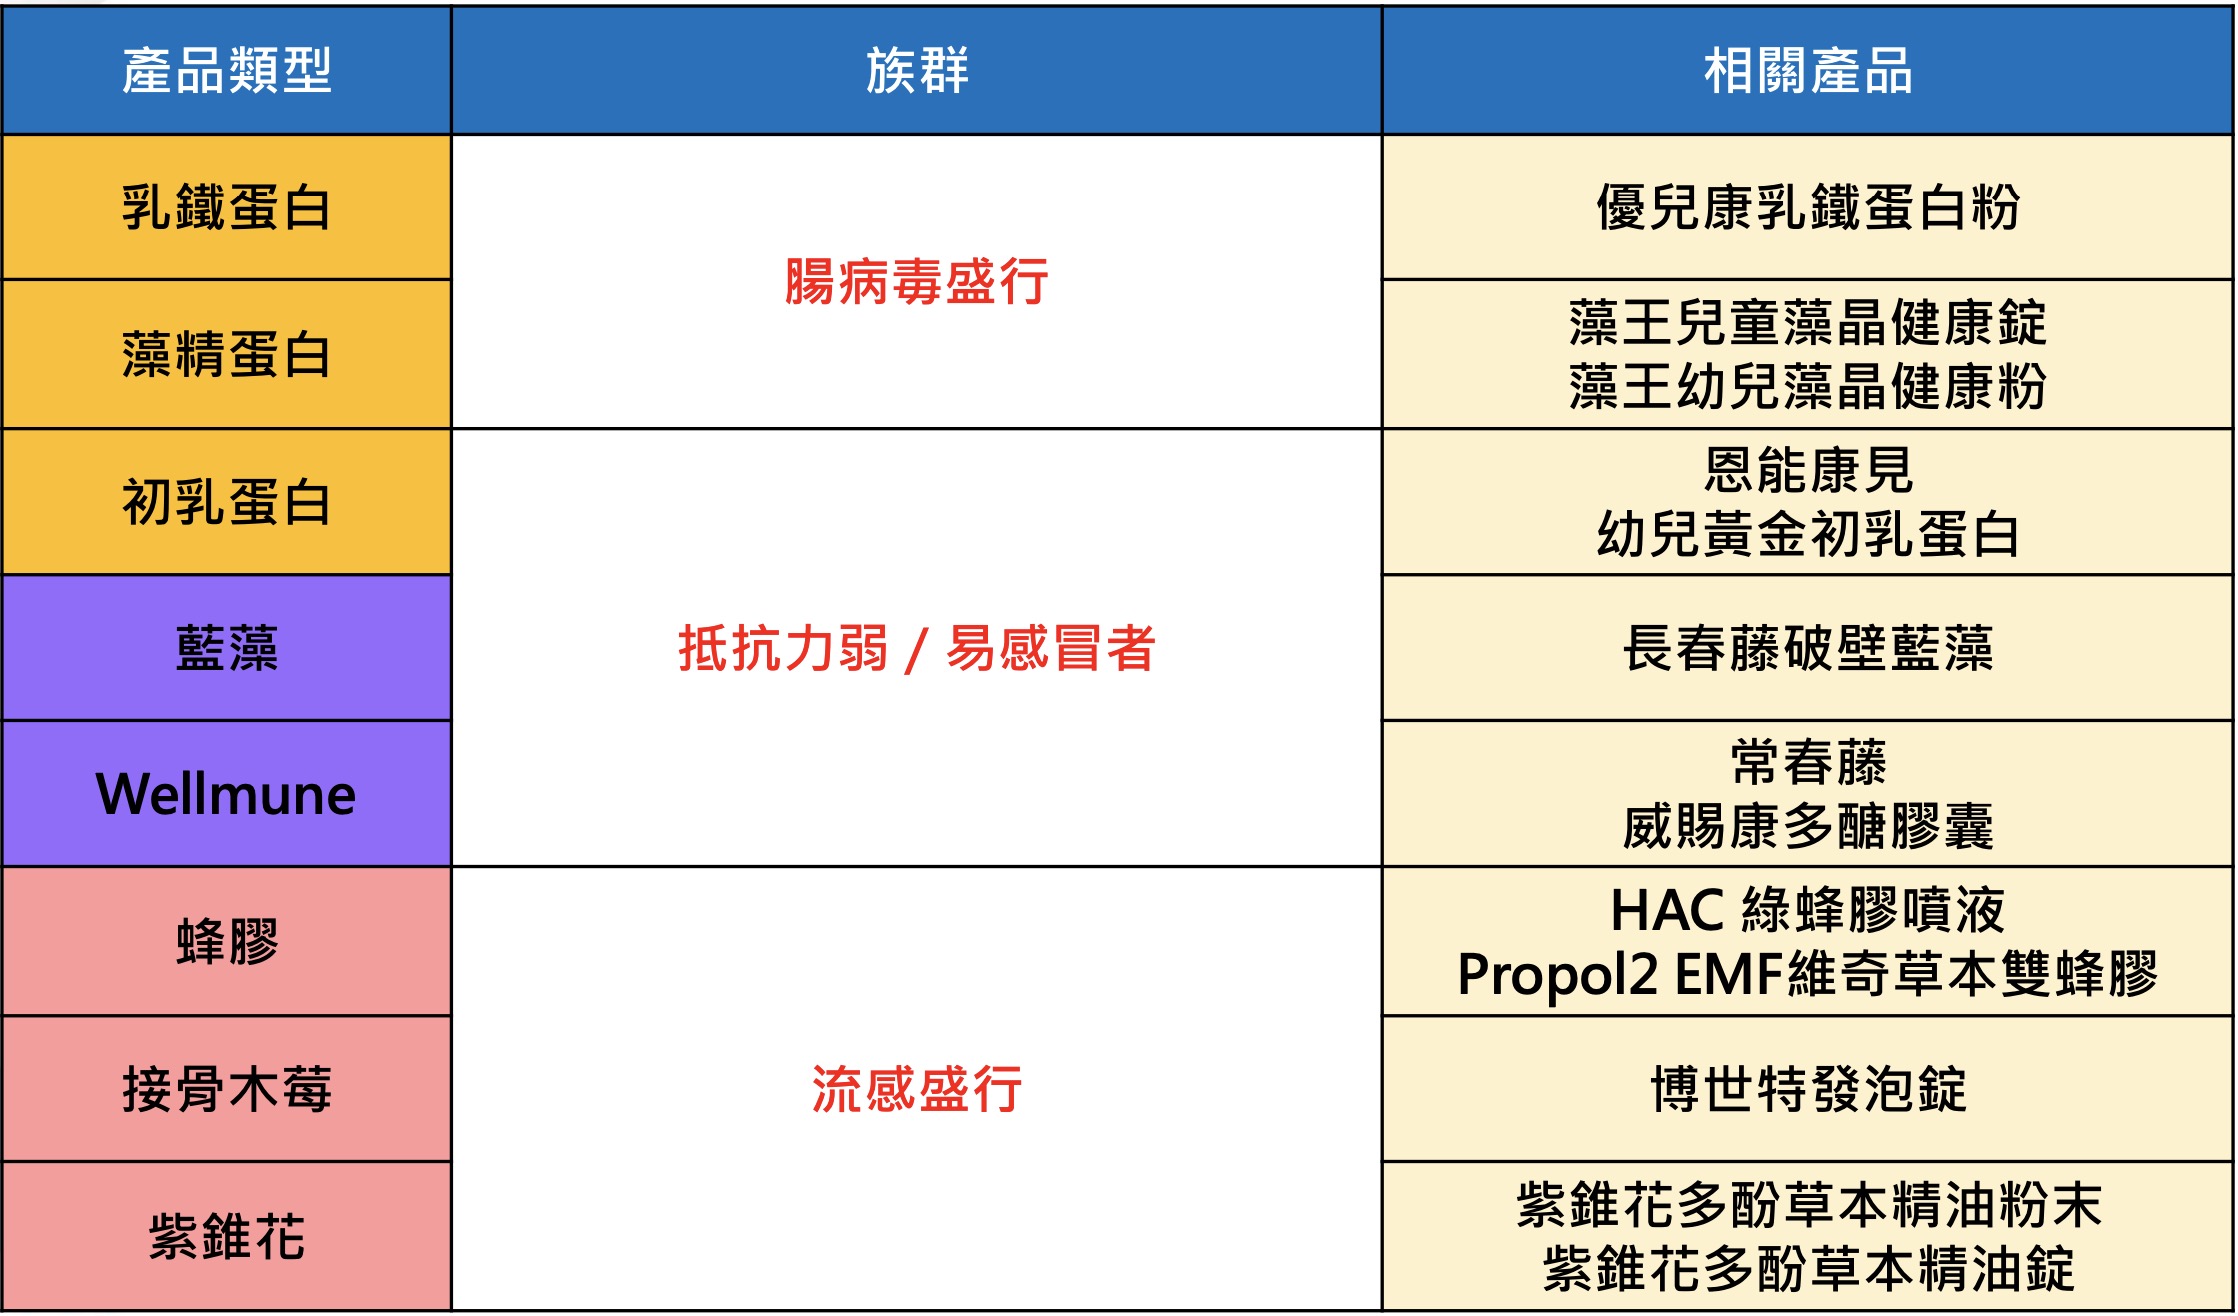 產品類型 族群 相關產品
乳鐵蛋白 腸病毒盛行 優兒康乳鐵蛋白粉
藻精蛋白 藻王兒童藻晶健康錠
藻王幼兒藻晶健康粉
初乳蛋白 抵抗力弱 / 易感冒者 恩能康見
幼兒黃金初乳蛋白
藍藻 長春藤破壁藍藻
Wellmune 常春藤
威賜康多醣膠囊
蜂膠 流感盛行 HAC 綠蜂膠噴液
Propol2 EMF維奇草本雙蜂膠
接骨木莓 博世特發泡錠
紫錐花 紫錐花多酚草本精油粉末
紫錐花多酚草本精油錠